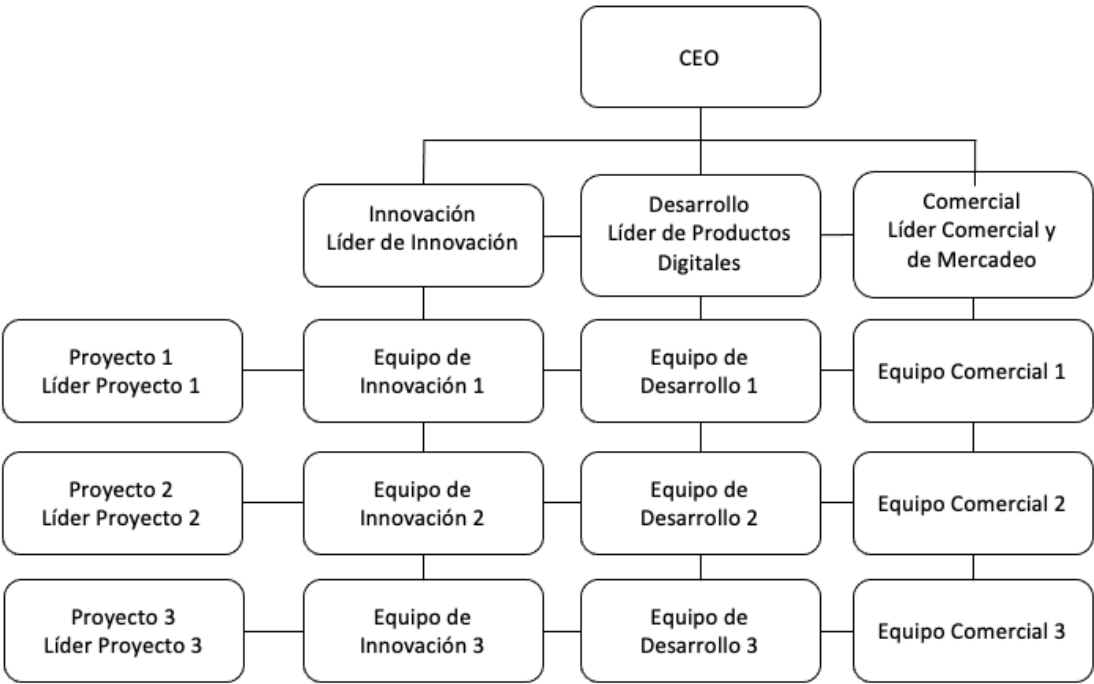 CEO
Innovación
Líder de Innovación
Desarrollo
Líder de Productos
Digitales
Comercial
Líder Comercial y
de Mercadeo
Proyecto 1
Líder Proyecto 1
Equipo de
Innovación 1
Equipo de
Desarrollo 1
Equipo Comercial 1
Proyecto 2
Líder Proyecto 2
Equipo de
Innovación 2
Equipo de
Desarrollo 2
Equipo Comercial 2
Proyecto 3
Líder Proyecto 3
Equipo de
Innovación 3
Equipo de
Desarrollo 3
Equipo Comercial 3